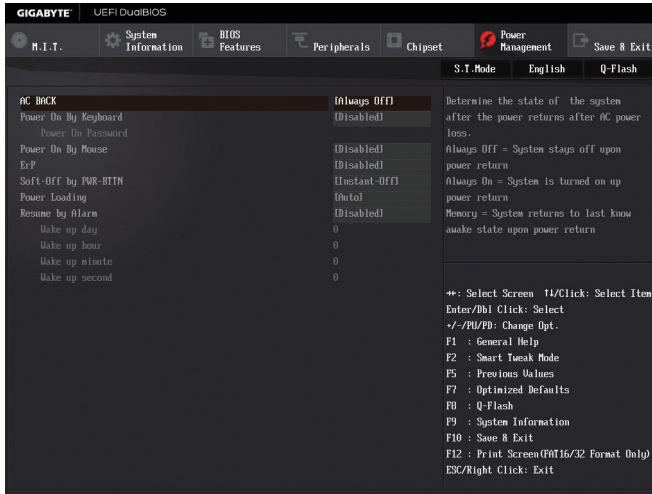 GIGABYTE™ UEFI DualBIOS
M.I.T. System Information BIOS Features Peripherals Chipset Power Management Save & Exit
S.T.Mode English Q-Flash
AC BACK [Always Off]
Power On By Keyboard [Disabled]
Power On Password
Power On By Mouse [Disabled]
ErP [Disabled]
Soft-Off by PWR-BTTN [Instant-Off]
Power Loading [Auto]
Resume by Alarm [Disabled]
Wake up day 0
Wake up hour 0
Wake up minute 0
Wake up second 0
Determine the state of the system
after the power returns after AC power
loss.
Always Off = System stays off upon
power return
Always On = System is turned on up
power return
Memory = System returns to last know
awake state upon power return
→←: Select Screen ↑↓/Click: Select Item
Enter/Dbl Click: Select
+/-/PU/PD: Change Opt.
F1 : General Help
F2 : Smart Tweak Mode
F5 : Previous Values
F7 : Optimized Defaults
F8 : Q-Flash
F9 : System Information
F10 : Save & Exit
F12 : Print Screen(FAT16/32 Format Only)
ESC/Right Click: Exit